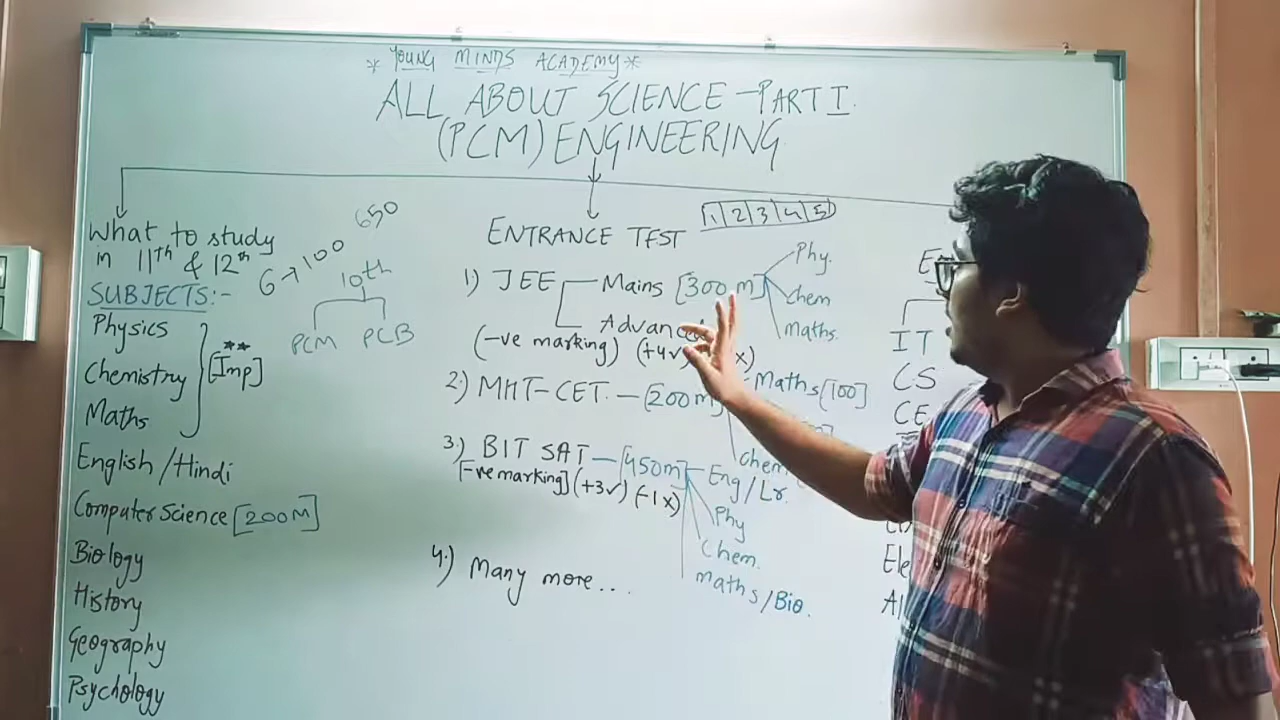 * YOUNG MINDS ACADEMY *
ALL ABOUT SCIENCE - PART I.
(PCM) ENGINEERING
What to study
in 11th & 12th
6 → 100
650
10th
PCM PCB
SUBJECTS:-
Physics
Chemistry
Maths
[Imp]
**
English / Hindi
Computer Science [200M]
Biology
History
Geography
Psychology
ENTRANCE TEST
1 2 3 4 5
1) JEE
Mains [300 m]
Phy.
Chem
Maths.
(-ve marking) (+4✓) x)
2.) MHT-CET. — [200m]
Maths [100]
3.) BIT SAT — [450m]
Eng / Lr.
[-ve marking] (+3✓) (-1x)
Phy
Chem.
Maths / Bio.
4.) Many more...
IT
CS
CE